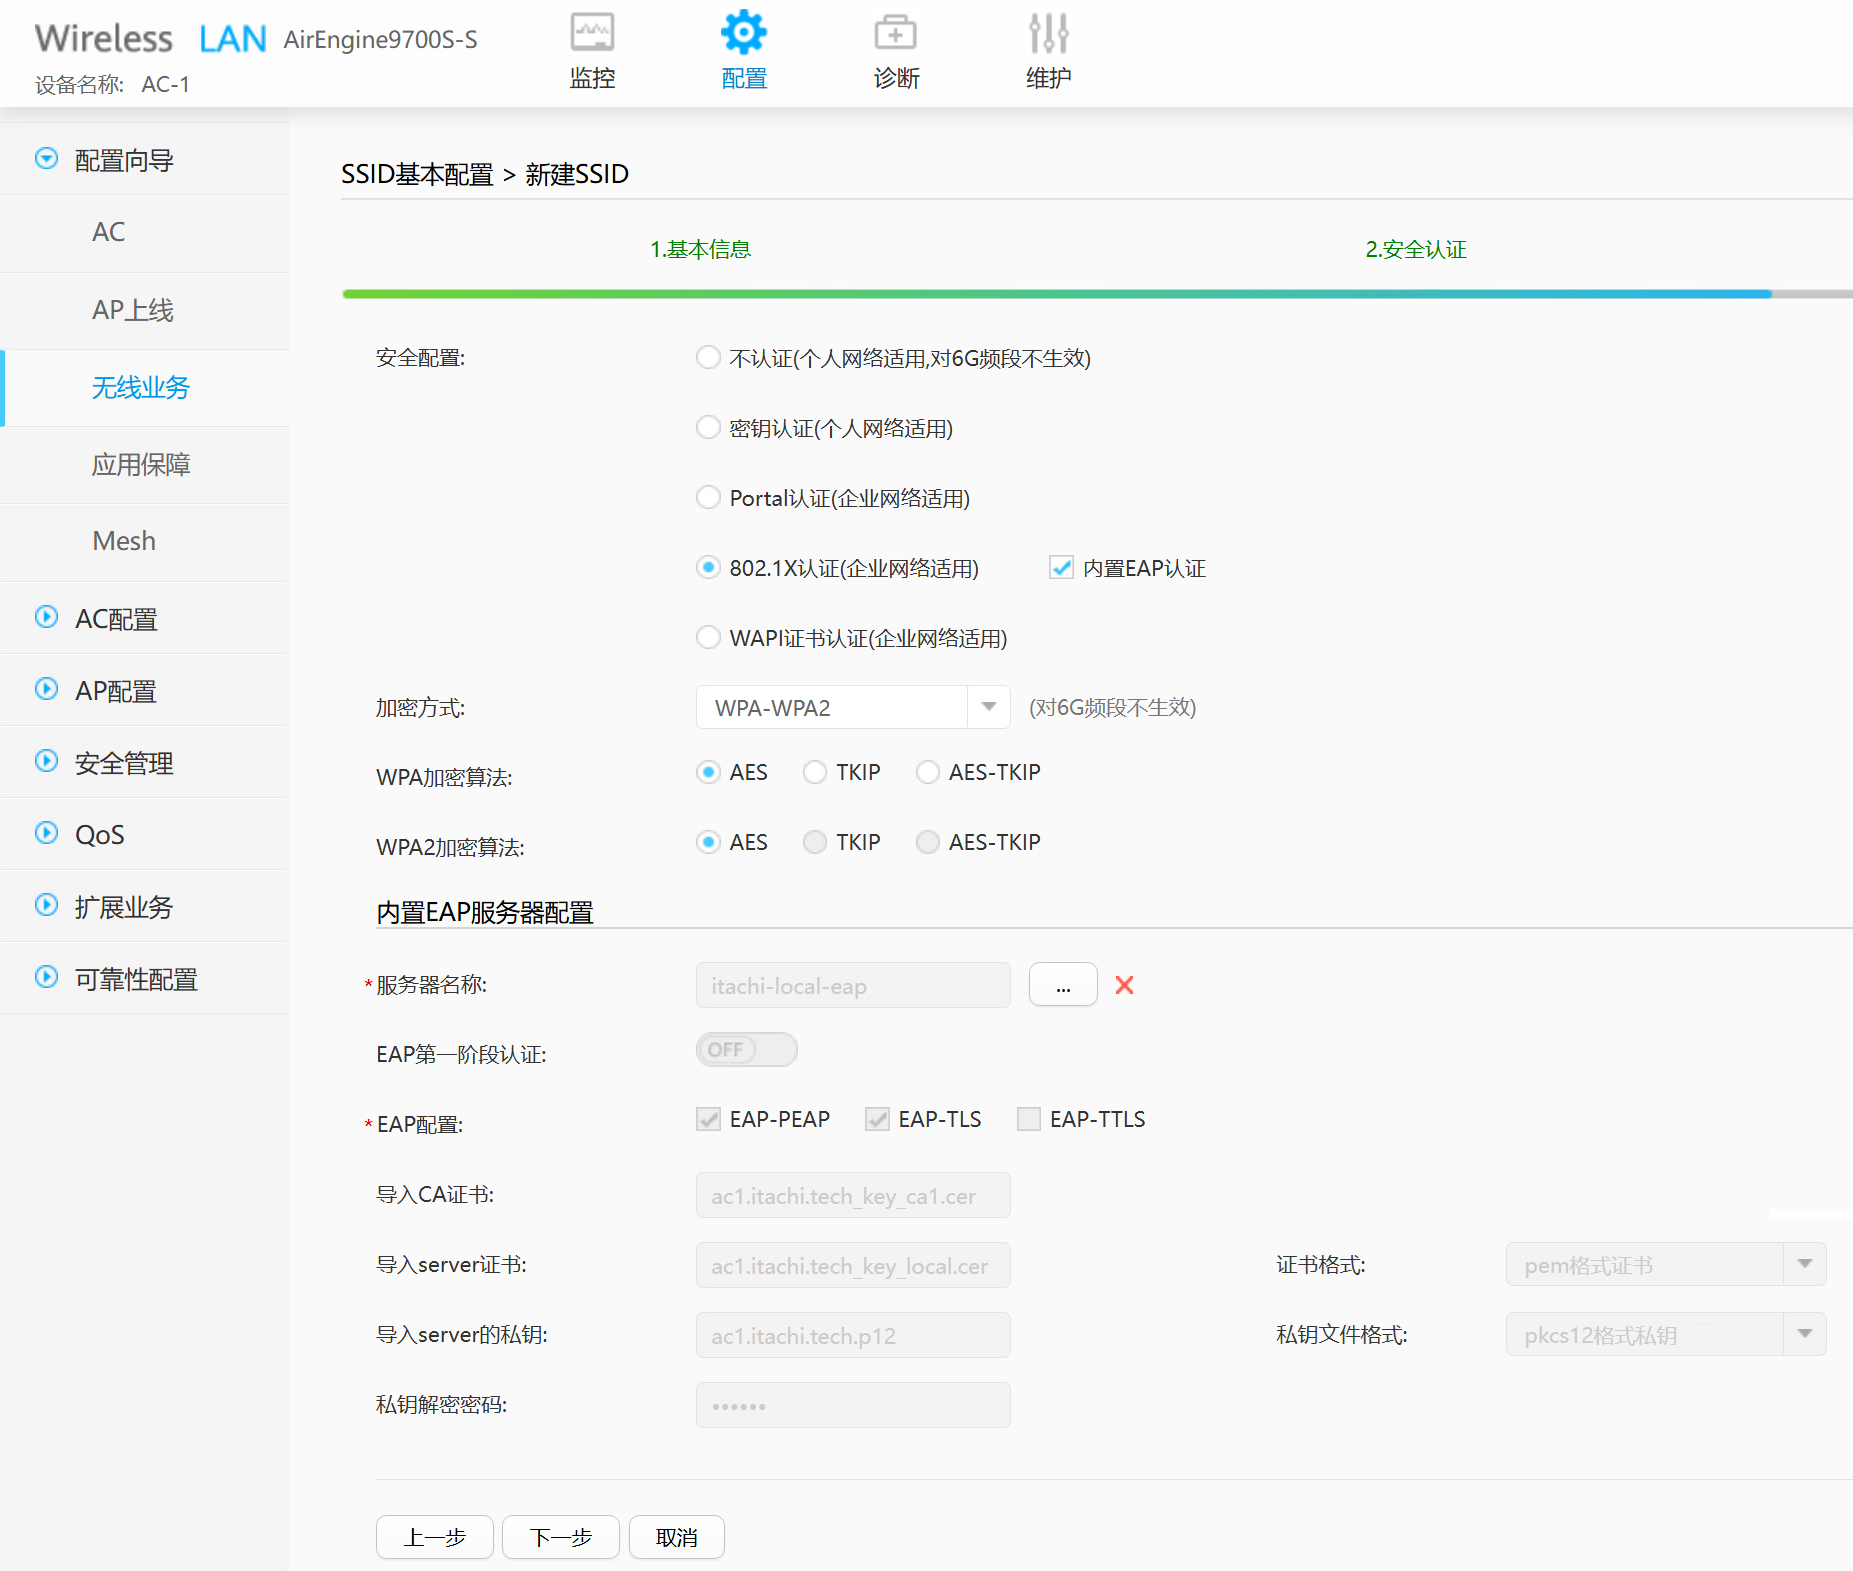 Wireless LAN AirEngine9700S-S
设备名称: AC-1
监控
配置
诊断
维护
配置向导
AC
AP上线
无线业务
应用保障
Mesh
AC配置
AP配置
安全管理
QoS
扩展业务
可靠性配置
SSID基本配置 > 新建SSID
1.基本信息
2.安全认证
安全配置:
不认证(个人网络适用,对6G频段不生效)
密钥认证(个人网络适用)
Portal认证(企业网络适用)
802.1X认证(企业网络适用) 内置EAP认证
WAPI证书认证(企业网络适用)
加密方式: WPA-WPA2 (对6G频段不生效)
WPA加密算法: AES TKIP AES-TKIP
WPA2加密算法: AES TKIP AES-TKIP
内置EAP服务器配置
*服务器名称: itachi-local-eap ...
EAP第一阶段认证: OFF
*EAP配置: EAP-PEAP EAP-TLS EAP-TTLS
导入CA证书: ac1.itachi.tech_key_ca1.cer
导入server证书: ac1.itachi.tech_key_local.cer 证书格式: pem格式证书
导入server的私钥: ac1.itachi.tech.p12 私钥文件格式: pkcs12格式私钥
私钥解密密码: ••••••
上一步 下一步 取消